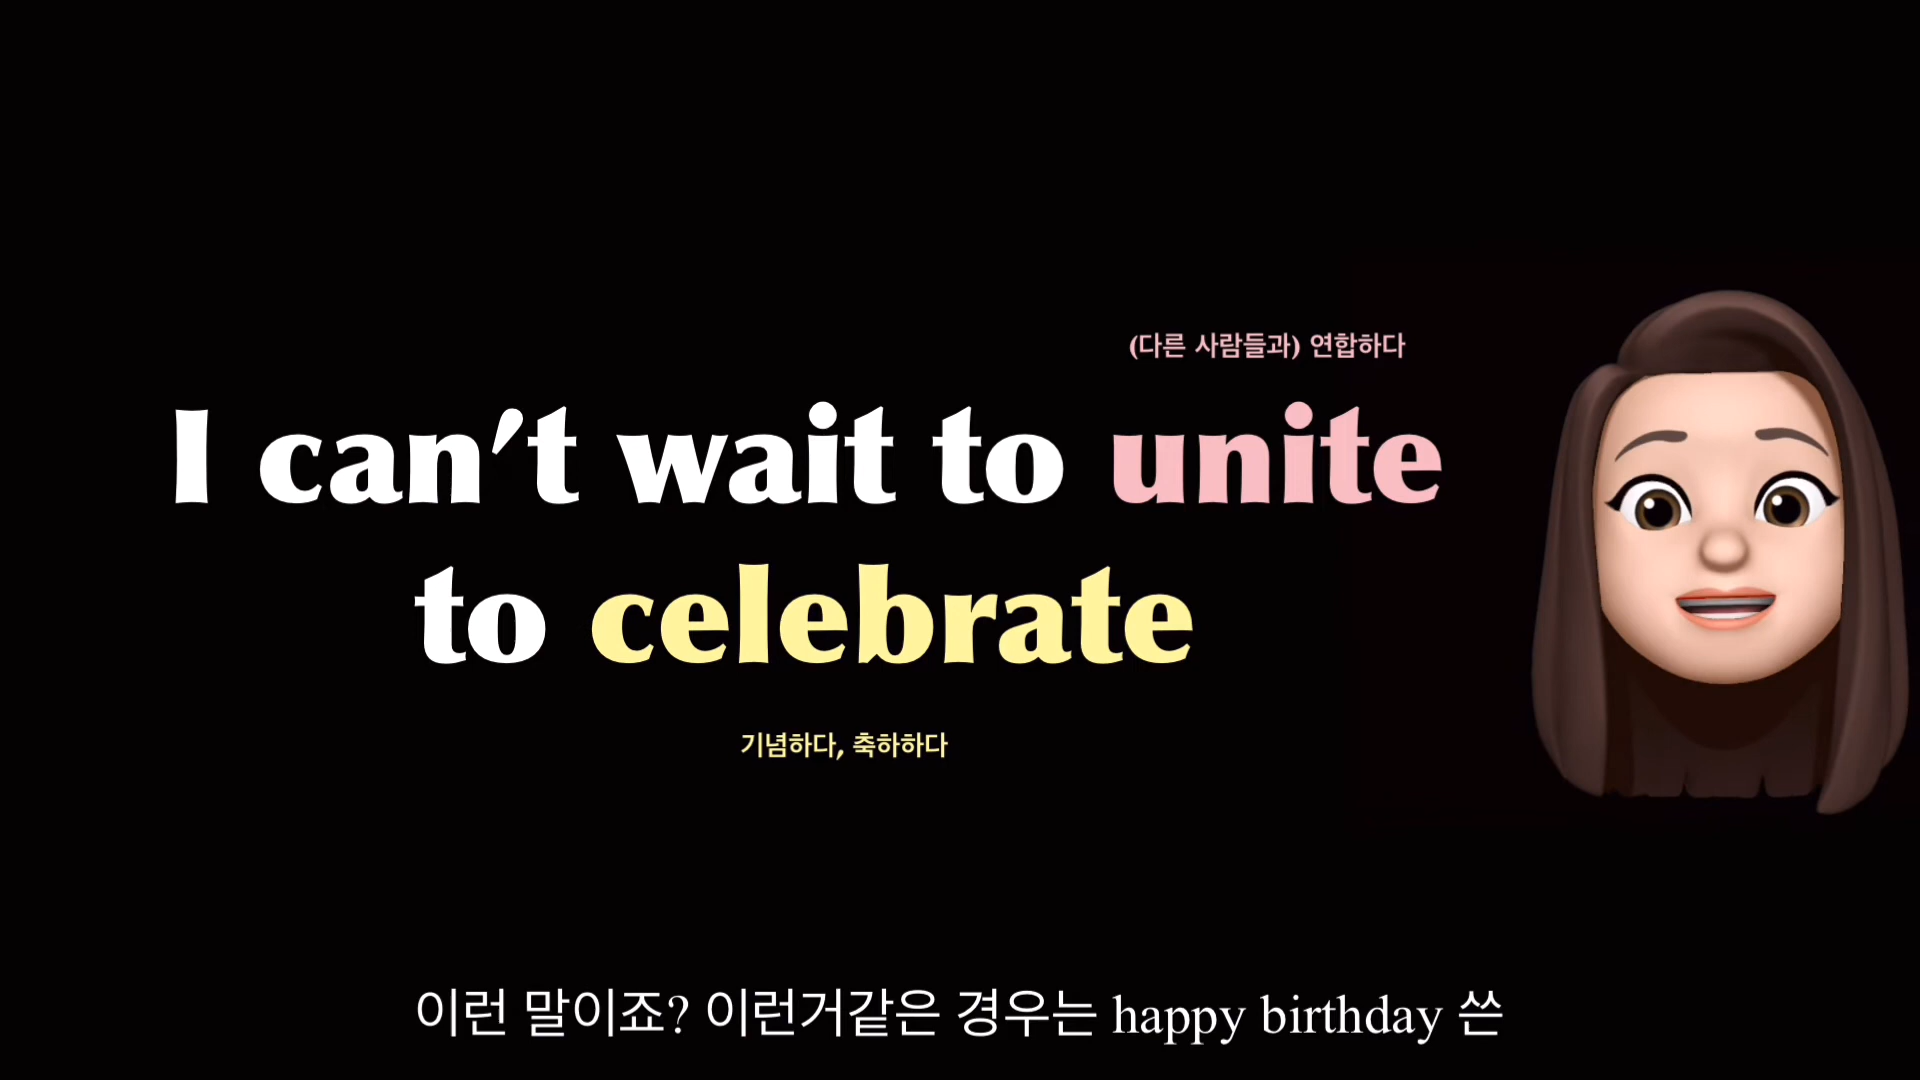 (다른 사람들과) 연합하다
I can't wait to unite
to celebrate
기념하다, 축하하다
이런 말이죠? 이런거같은 경우는 happy birthday 쓴